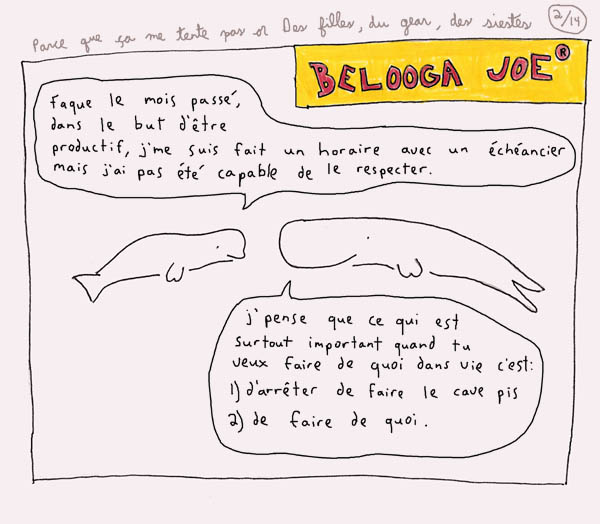 Parce que ça me tente pas or Des filles, du gear, des siestes
2/14
BELOOGA JOE®
Faque le mois passé,
dans le but d'être
productif, j'me suis fait un horaire avec un échéancier
mais j'ai pas été capable de le respecter.
j'pense que ce qui est
surtout important quand tu
veux faire de quoi dans vie c'est:
1) d'arrêter de faire le cave pis
2) de faire de quoi.